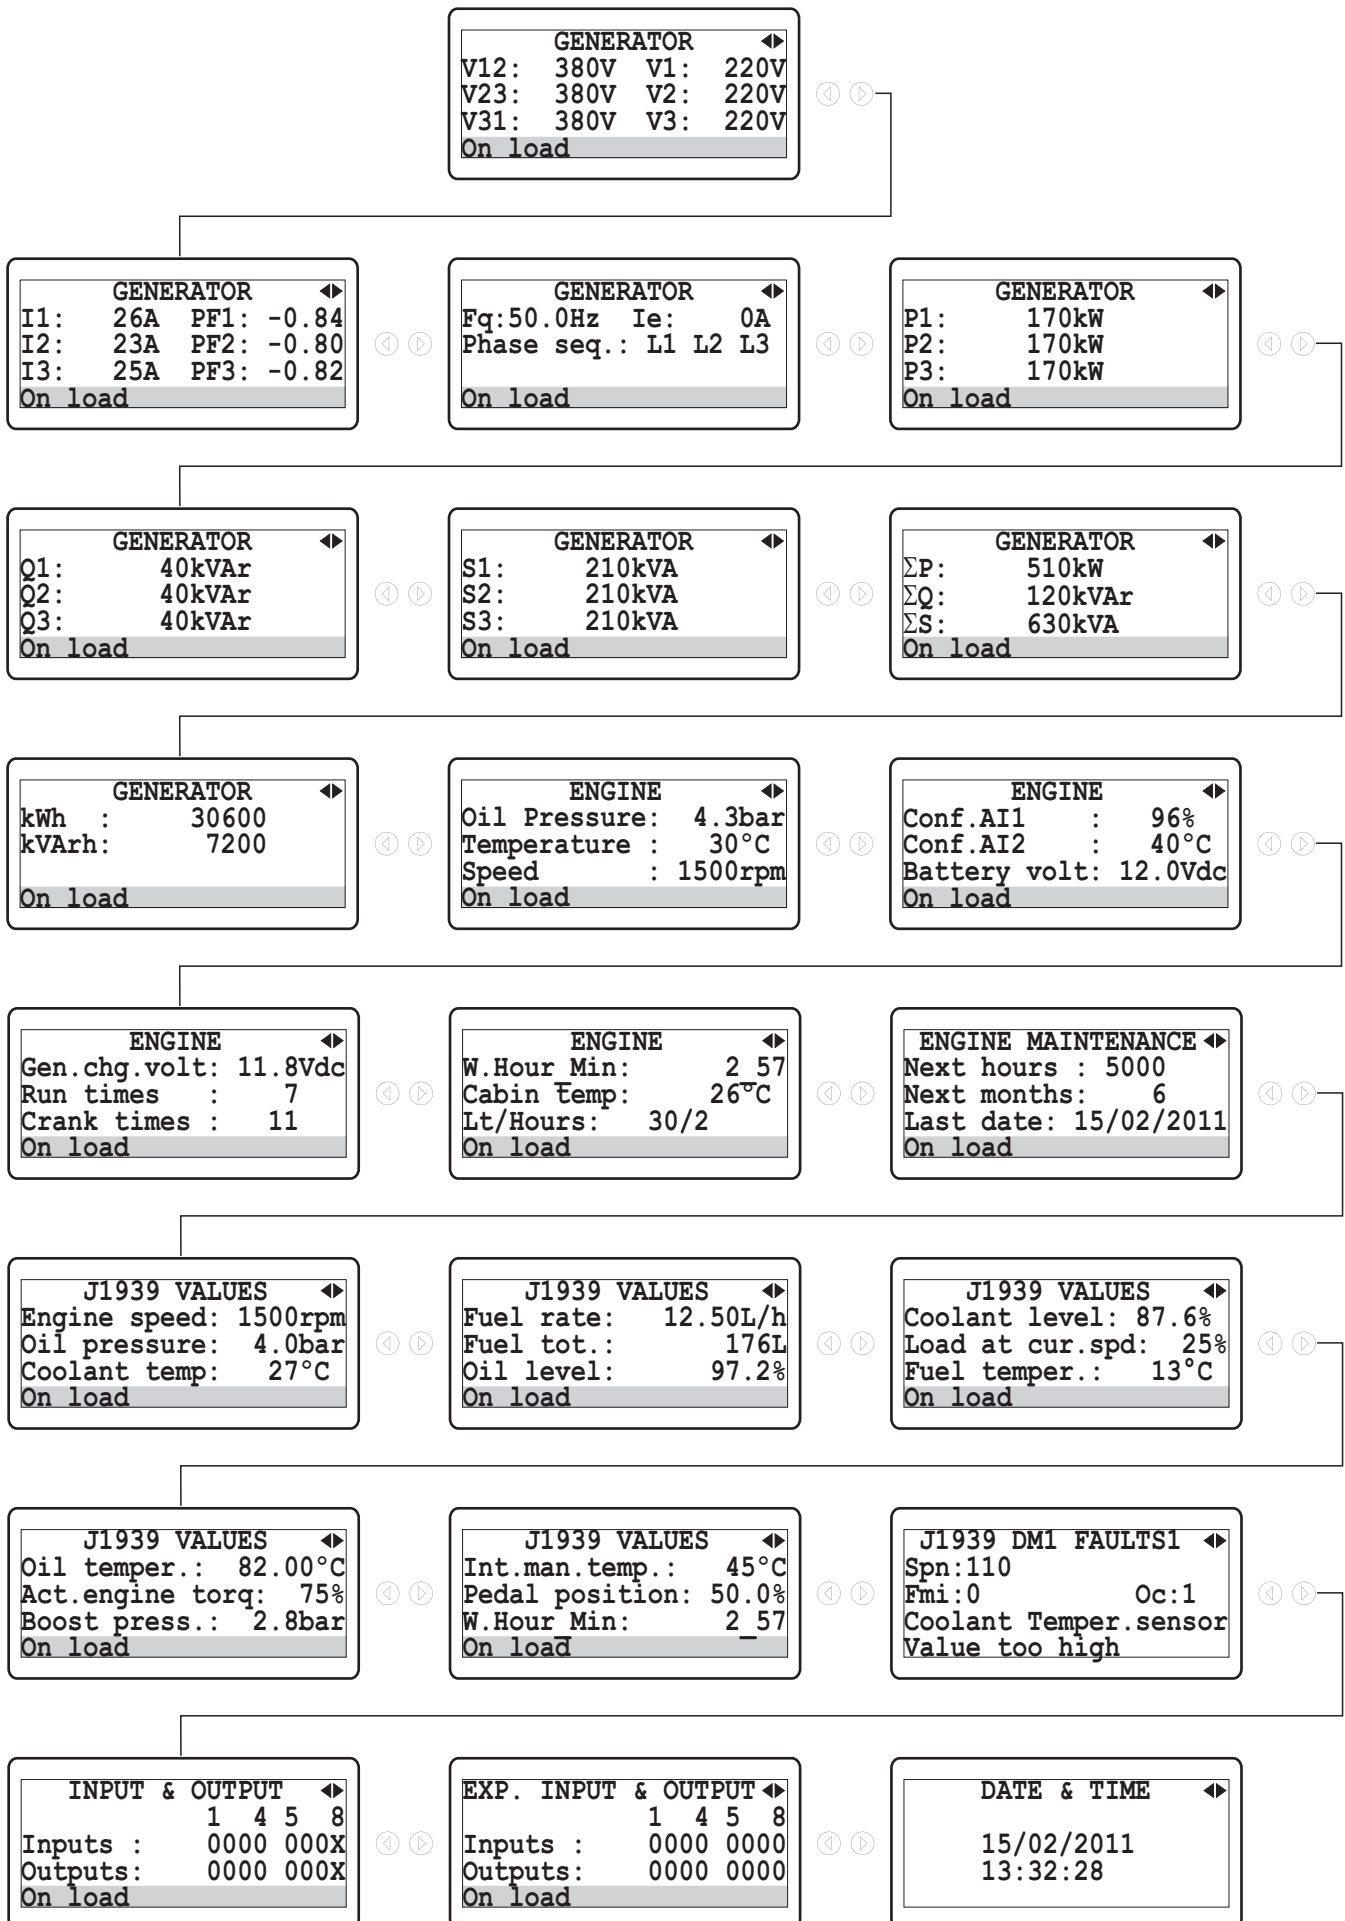 GENERATOR
V12: 380V V1: 220V
V23: 380V V2: 220V
V31: 380V V3: 220V
On load
GENERATOR
I1: 26A PF1: -0.84
I2: 23A PF2: -0.80
I3: 25A PF3: -0.82
On load
GENERATOR
Fq:50.0Hz Ie: 0A
Phase seq.: L1 L2 L3
On load
GENERATOR
P1: 170kW
P2: 170kW
P3: 170kW
On load
GENERATOR
Q1: 40kVAr
Q2: 40kVAr
Q3: 40kVAr
On load
GENERATOR
S1: 210kVA
S2: 210kVA
S3: 210kVA
On load
GENERATOR
ΣP: 510kW
ΣQ: 120kVAr
ΣS: 630kVA
On load
GENERATOR
kWh : 30600
kVArh: 7200
On load
ENGINE
Oil Pressure: 4.3bar
Temperature : 30°C
Speed : 1500rpm
On load
ENGINE
Conf.AI1 : 96%
Conf.AI2 : 40°C
Battery volt: 12.0Vdc
On load
ENGINE
Gen.chg.volt: 11.8Vdc
Run times : 7
Crank times : 11
On load
ENGINE
W.Hour_Min: 2_57
Cabin temp: 26°C
Lt/Hours: 30/2
On load
ENGINE MAINTENANCE
Next hours : 5000
Next months: 6
Last date: 15/02/2011
On load
J1939 VALUES
Engine speed: 1500rpm
Oil pressure: 4.0bar
Coolant temp: 27°C
On load
J1939 VALUES
Fuel rate: 12.50L/h
Fuel tot.: 176L
Oil level: 97.2%
On load
J1939 VALUES
Coolant level: 87.6%
Load at cur.spd: 25%
Fuel temper.: 13°C
On load
J1939 VALUES
Oil temper.: 82.00°C
Act.engine torq: 75%
Boost press.: 2.8bar
On load
J1939 VALUES
Int.man.temp.: 45°C
Pedal position: 50.0%
W.Hour_Min: 2_57
On load
J1939 DM1 FAULTS1
Spn:110
Fmi:0 Oc:1
Coolant Temper.sensor
Value too high
INPUT & OUTPUT
1 4 5 8
Inputs : 0000 000X
Outputs: 0000 000X
On load
EXP. INPUT & OUTPUT
1 4 5 8
Inputs : 0000 0000
Outputs: 0000 0000
On load
DATE & TIME
15/02/2011
13:32:28